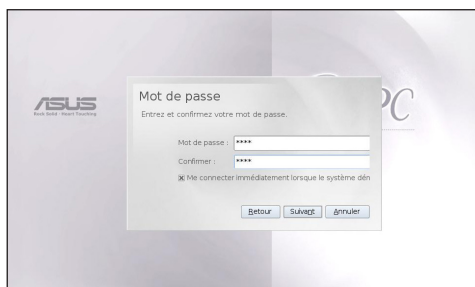 ASUS
Rock Solid · Heart Touching
PC
Mot de passe
Entrez et confirmez votre mot de passe.
Mot de passe : ****
Confirmer : ****
Me connecter immédiatement lorsque le système dén
Retour Suivant Annuler